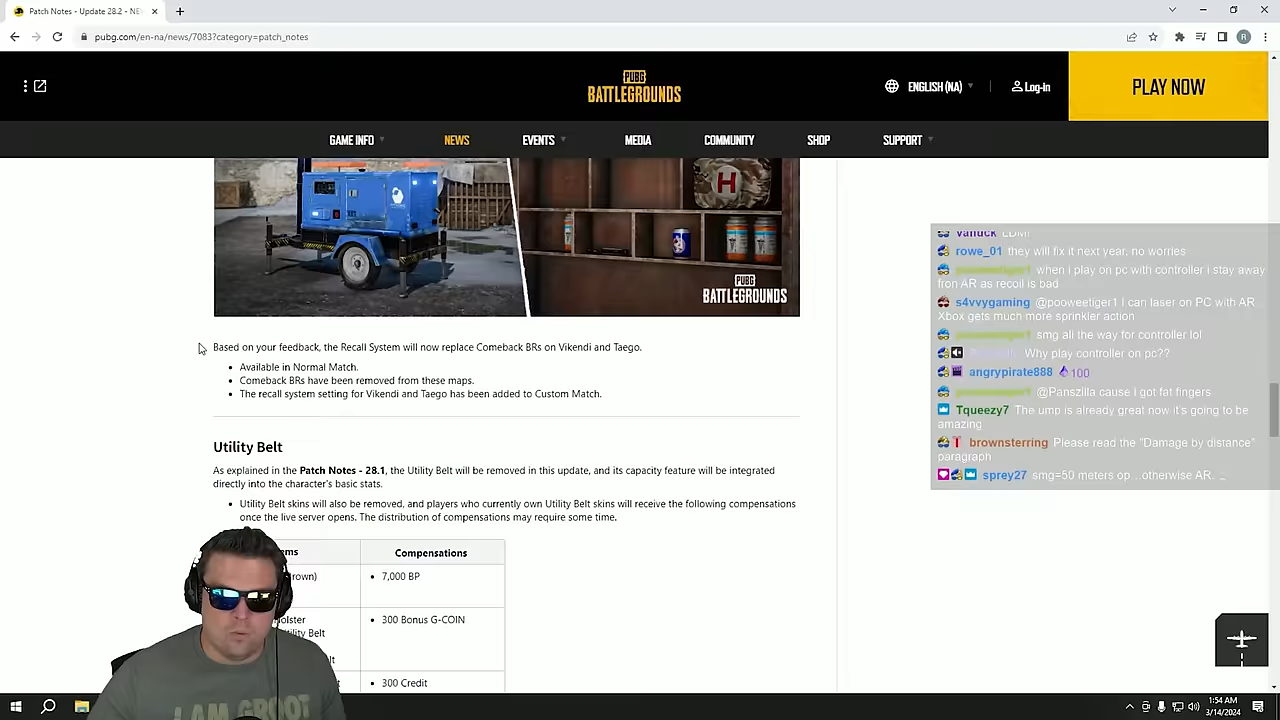 Patch Notes - Update 28.2 - NE
pubg.com/en-na/news/7083?category=patch_notes
R
PUBG
BATTLEGROUNDS
ENGLISH (NA)
Log-in
PLAY NOW
GAME INFO
NEWS
EVENTS
MEDIA
COMMUNITY
SHOP
SUPPORT
H
PUBG
BATTLEGROUNDS
Based on your feedback, the Recall System will now replace Comeback BRs on Vikendi and Taego.
Available in Normal Match.
Comeback BRs have been removed from these maps.
The recall system setting for Vikendi and Taego has been added to Custom Match.
Utility Belt
As explained in the Patch Notes - 28.1, the Utility Belt will be removed in this update, and its capacity feature will be integrated
directly into the character's basic stats.
Utility Belt skins will also be removed, and players who currently own Utility Belt skins will receive the following compensations
once the live server opens. The distribution of compensations may require some time.
Compensations
7,000 BP
300 Bonus G-COIN
tility Belt
300 Credit
I AM GROOT
rowe_01 they will fix it next year. no worries
pooweetiger1 when i play on pc with controller i stay away
fron AR as recoil is bad
s4vvygaming @pooweetiger1 I can laser on PC with AR
Xbox gets much more sprinkler action
pooweetiger1 smg all the way for controller lol
Why play controller on pc??
angrypirate888 100
pooweetiger1 @Panszilla cause I got fat fingers
Tqueezy7 The ump is already great now it's going to be
amazing
brownsterring Please read the "Damage by distance"
paragraph
sprey27 smg=50 meters op...otherwise AR. _
1:54 AM
3/14/2024